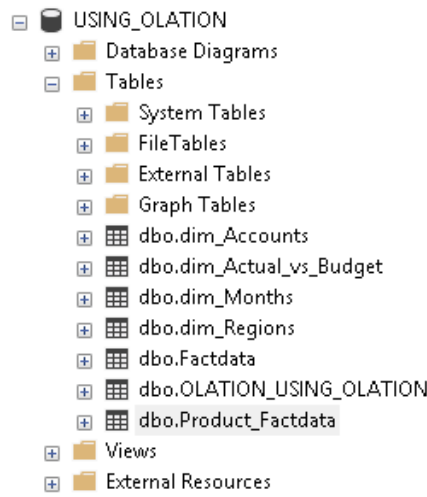 USING_OLATION
Database Diagrams
Tables
System Tables
FileTables
External Tables
Graph Tables
dbo.dim_Accounts
dbo.dim_Actual_vs_Budget
dbo.dim_Months
dbo.dim_Regions
dbo.Factdata
dbo.OLATION_USING_OLATION
dbo.Product_Factdata
Views
External Resources